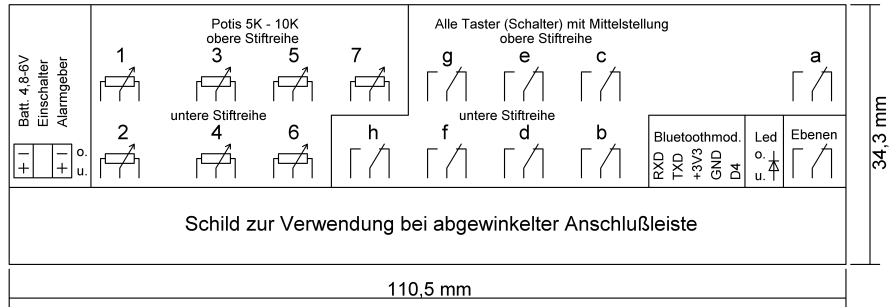 Potis 5K - 10K
obere Stiftreihe
1
3
5
7
untere Stiftreihe
2
4
6
Alle Taster (Schalter) mit Mittelstellung
obere Stiftreihe
g
e
c
a
untere Stiftreihe
h
f
d
b
Batt. 4,8-6V
Einschalter
Alarmgeber
+ -
+ -
o.
u.
Bluetoothmod.
RXD
TXD
+3V3
GND
D4
Led
o.
u.
Ebenen
34,3 mm
Schild zur Verwendung bei abgewinkelter Anschlußleiste
110,5 mm